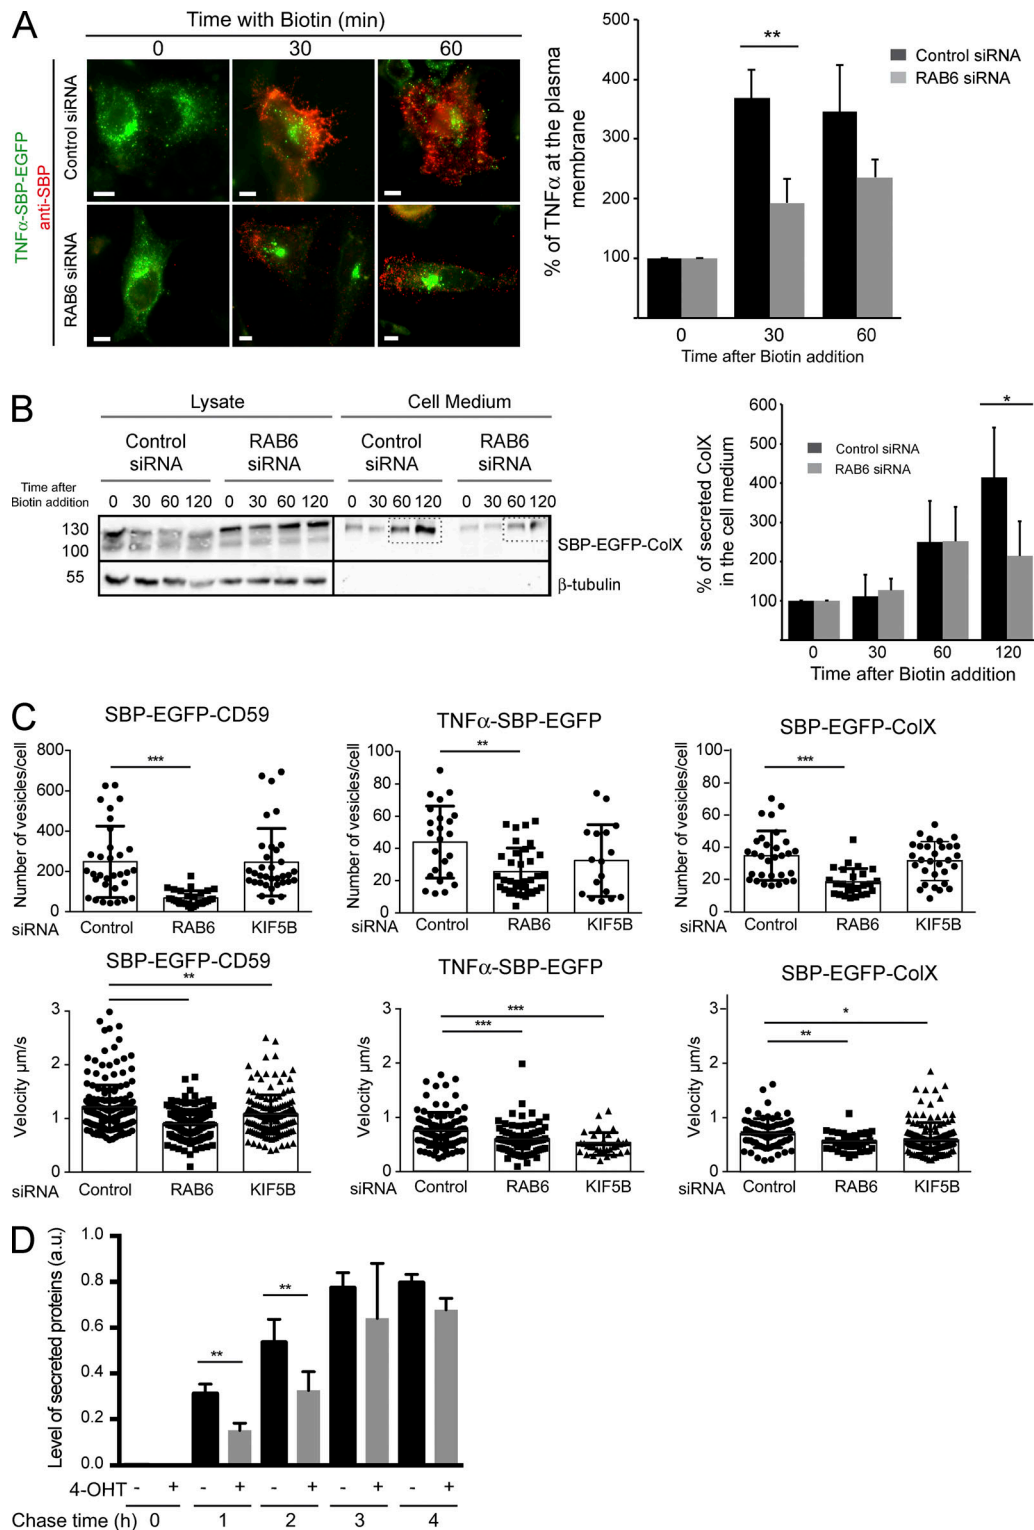 A
Time with Biotin (min)
0 30 60
TNFα-SBP-EGFP
anti-SBP
Control siRNA
RAB6 siRNA
% of TNFα at the plasma membrane
500
400
300
200
100
**
Control siRNA
RAB6 siRNA
0 30 60
Time after Biotin addition
B
Lysate Cell Medium
Control siRNA RAB6 siRNA Control siRNA RAB6 siRNA
Time after Biotin addition
0 30 60 120 0 30 60 120 0 30 60 120 0 30 60 120
130
100
55
SBP-EGFP-ColX
β-tubulin
% of secreted ColX in the cell medium
600
500
400
300
200
100
*
Control siRNA
RAB6 siRNA
0 30 60 120
Time after Biotin addition
C
SBP-EGFP-CD59
Number of vesicles/cell
800
600
400
200
0
***
siRNA Control RAB6 KIF5B
TNFα-SBP-EGFP
Number of vesicles/cell
100
80
60
40
20
0
**
siRNA Control RAB6 KIF5B
SBP-EGFP-ColX
Number of vesicles/cell
100
80
60
40
20
0
***
siRNA Control RAB6 KIF5B
SBP-EGFP-CD59
Velocity µm/s
3
2
1
0
**
siRNA Control RAB6 KIF5B
TNFα-SBP-EGFP
Velocity µm/s
3
2
1
0
***
***
siRNA Control RAB6 KIF5B
SBP-EGFP-ColX
Velocity µm/s
3
2
1
0
*
**
siRNA Control RAB6 KIF5B
D
Level of secreted proteins (a.u.)
1.0
0.8
0.6
0.4
0.2
0.0
**
**
4-OHT - + - + - + - + - +
Chase time (h) 0 1 2 3 4